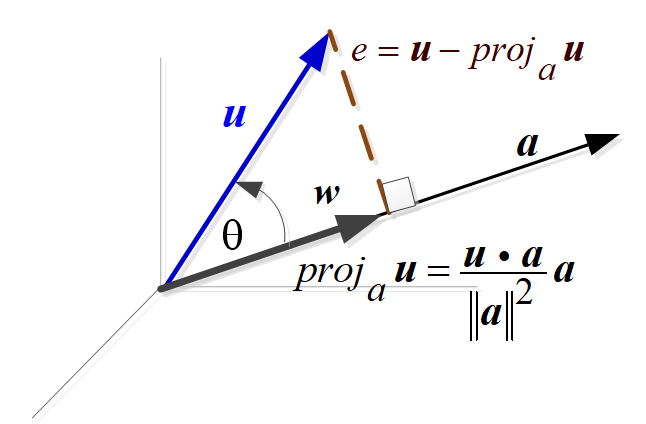 e = u − proj_a u
u
a
w
θ
proj_a u = (u • a / ‖a‖²) a